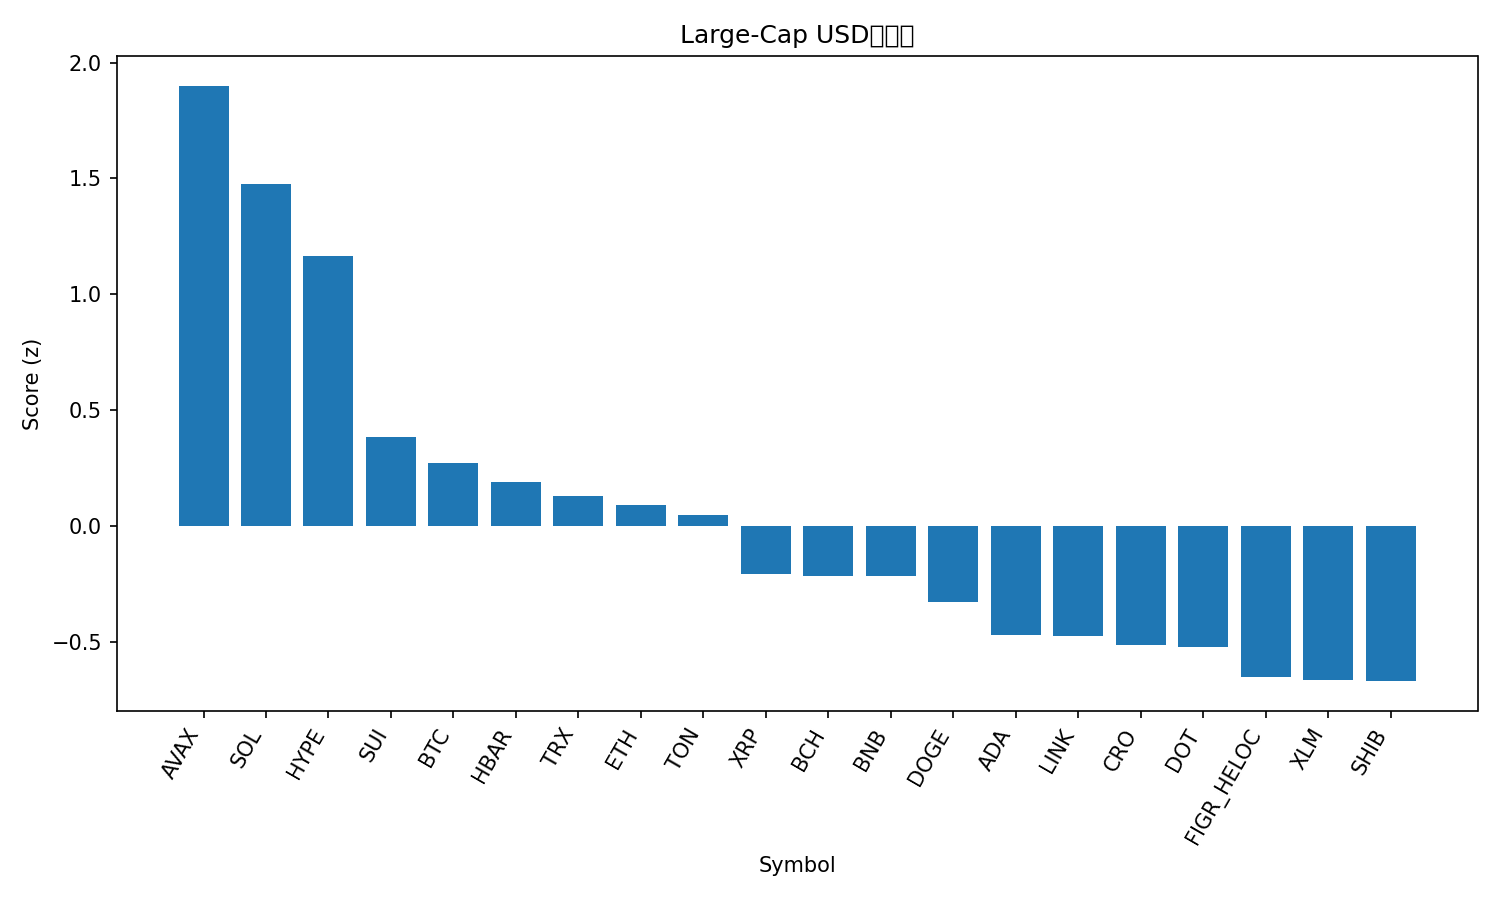 Large-Cap USD
2.0
1.5
1.0
0.5
0.0
−0.5
Score (z)
AVAX
SOL
HYPE
SUI
BTC
HBAR
TRX
ETH
TON
XRP
BCH
BNB
DOGE
ADA
LINK
CRO
DOT
FIGR_HELOC
XLM
SHIB
Symbol